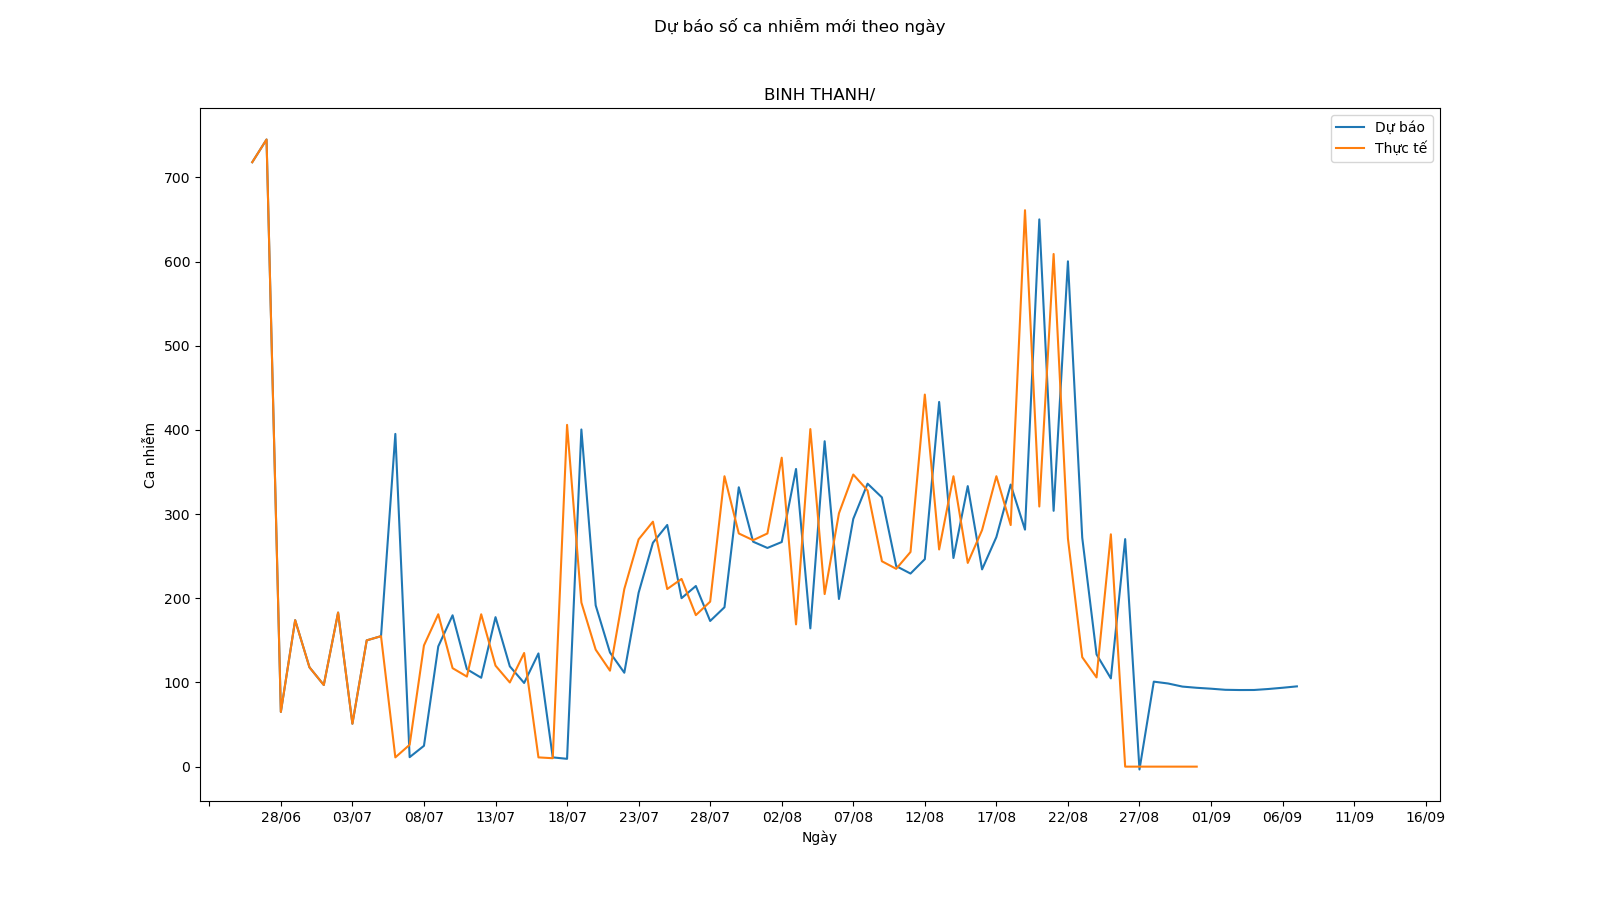 Dự báo số ca nhiễm mới theo ngày
BINH THANH/
Dự báo
Thực tế
700
600
500
400
300
200
100
0
Ca nhiễm
28/06 03/07 08/07 13/07 18/07 23/07 28/07 02/08 07/08 12/08 17/08 22/08 27/08 01/09 06/09 11/09 16/09
Ngày